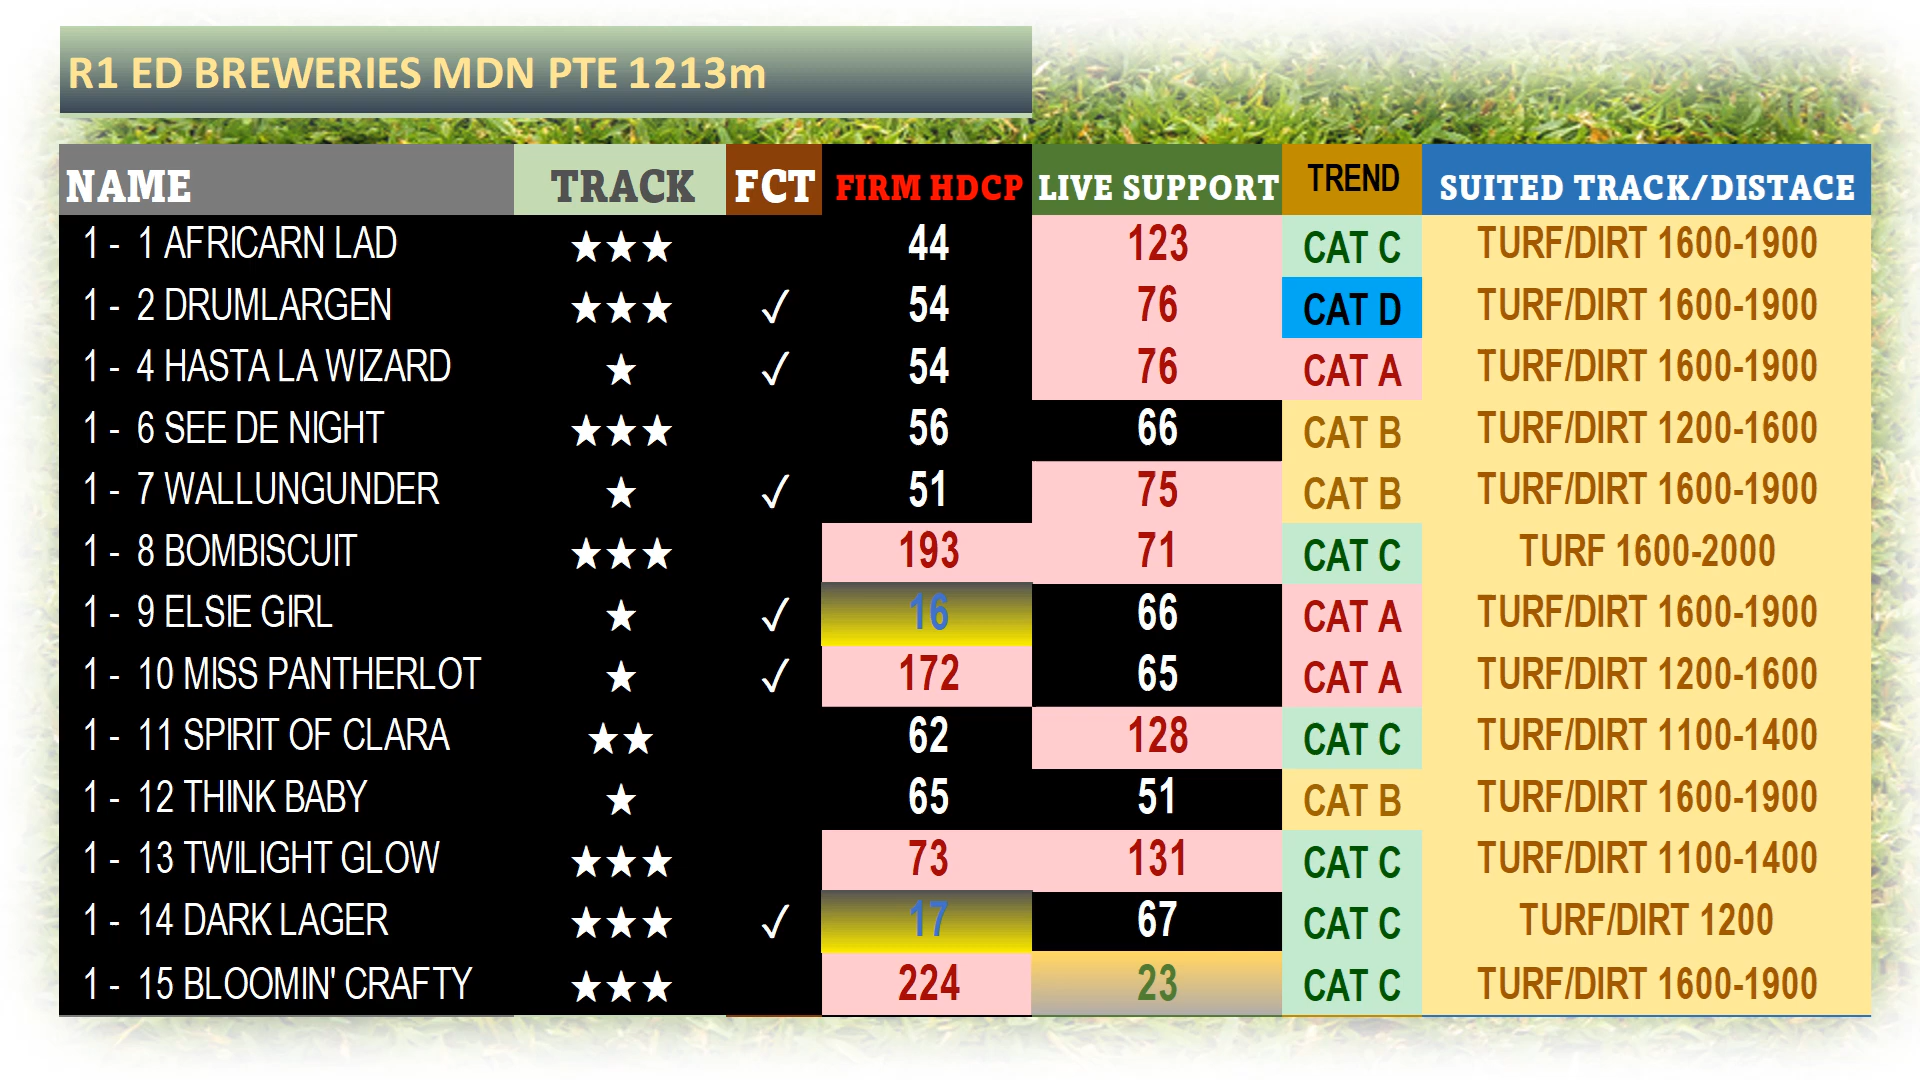 R1 ED BREWERIES MDN PTE 1213m
NAME TRACK FCT FIRM HDCP LIVE SUPPORT TREND SUITED TRACK/DISTACE
1 - 1 AFRICARN LAD ★★★ 44 123 CAT C TURF/DIRT 1600-1900
1 - 2 DRUMLARGEN ★★★ ✓ 54 76 CAT D TURF/DIRT 1600-1900
1 - 4 HASTA LA WIZARD ★ ✓ 54 76 CAT A TURF/DIRT 1600-1900
1 - 6 SEE DE NIGHT ★★★ 56 66 CAT B TURF/DIRT 1200-1600
1 - 7 WALLUNGUNDER ★ ✓ 51 75 CAT B TURF/DIRT 1600-1900
1 - 8 BOMBISCUIT ★★★ 193 71 CAT C TURF 1600-2000
1 - 9 ELSIE GIRL ★ ✓ 16 66 CAT A TURF/DIRT 1600-1900
1 - 10 MISS PANTHERLOT ★ ✓ 172 65 CAT A TURF/DIRT 1200-1600
1 - 11 SPIRIT OF CLARA ★★ 62 128 CAT C TURF/DIRT 1100-1400
1 - 12 THINK BABY ★ 65 51 CAT B TURF/DIRT 1600-1900
1 - 13 TWILIGHT GLOW ★★★ 73 131 CAT C TURF/DIRT 1100-1400
1 - 14 DARK LAGER ★★★ ✓ 17 67 CAT C TURF/DIRT 1200
1 - 15 BLOOMIN' CRAFTY ★★★ 224 23 CAT C TURF/DIRT 1600-1900